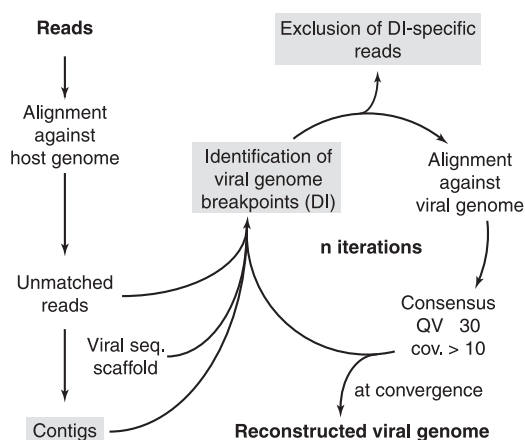 Reads
Alignment
against
host genome
Unmatched
reads
Viral seq.
scaffold
Contigs
Identification of
viral genome
breakpoints (DI)
Exclusion of DI-specific
reads
Alignment
against
viral genome
n iterations
Consensus
QV 30
cov. > 10
at convergence
Reconstructed viral genome